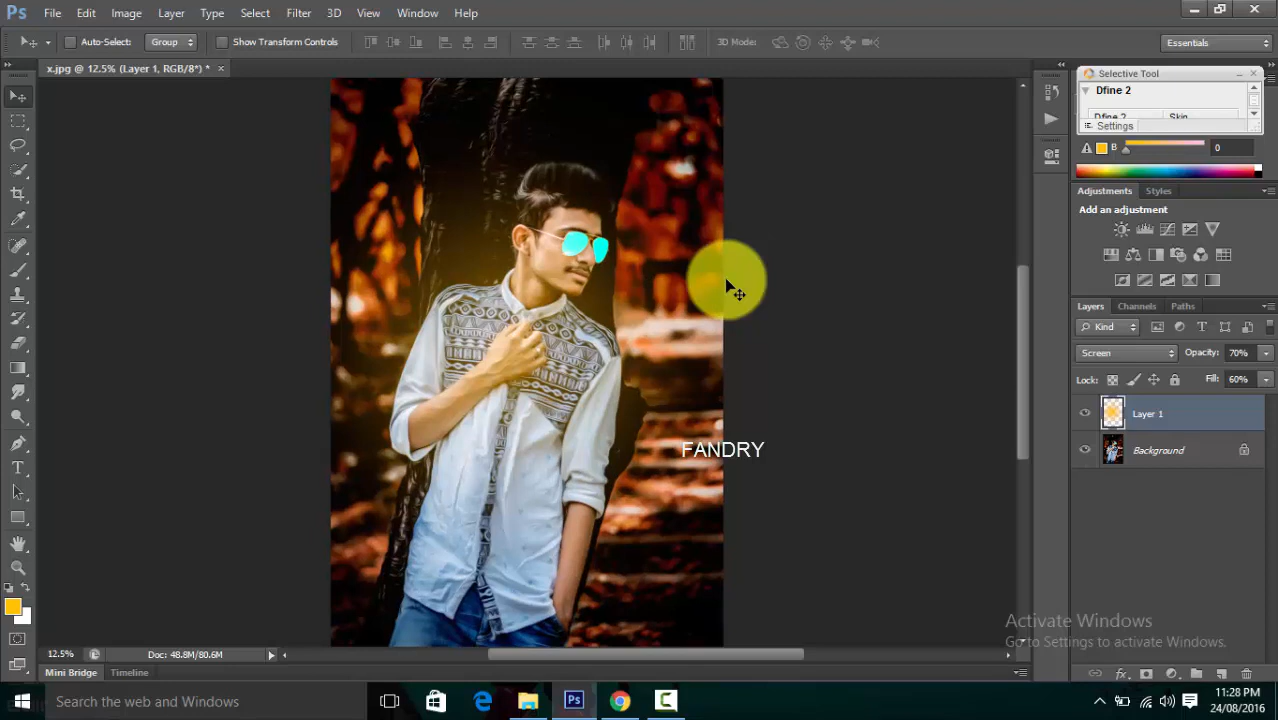 Ps File Edit Image Layer Type Select Filter 3D View Window Help
Auto-Select: Group Show Transform Controls 3D Mode: Essentials
x.jpg @ 12.5% (Layer 1, RGB/8*) * ×
Selective Tool
Dfine 2
Dfine 2 Skin
Settings
B 0
Adjustments Styles
Add an adjustment
Layers Channels Paths
Kind
Screen Opacity: 70%
Lock: Fill: 60%
Layer 1
Background
FANDRY
Activate Windows
Go to Settings to activate Windows.
12.5% Doc: 48.8M/80.6M
Mini Bridge Timeline
Search the web and Windows
11:28 PM
24/08/2016